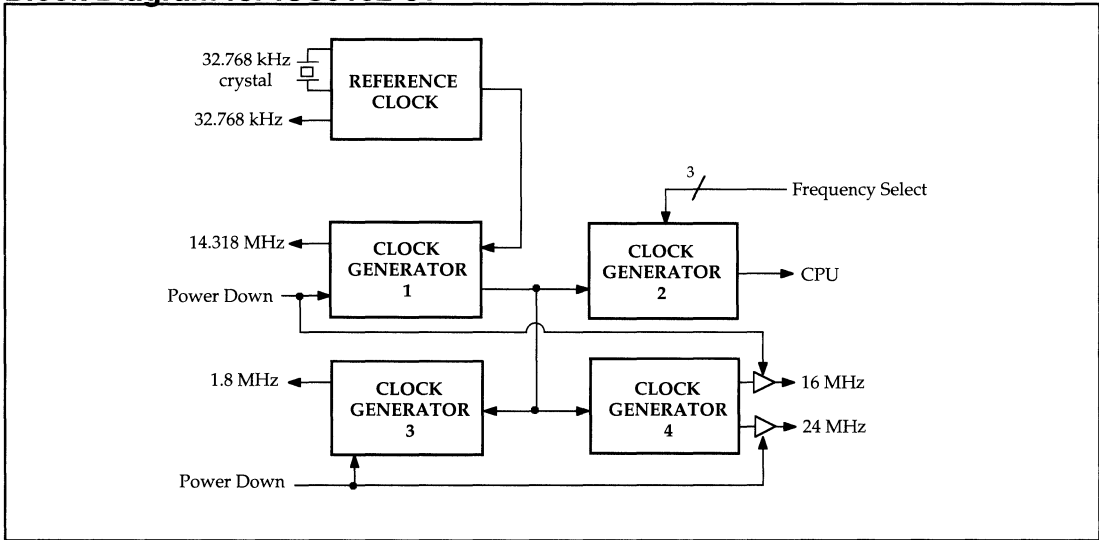 32.768 kHz
crystal
REFERENCE
CLOCK
32.768 kHz
3
Frequency Select
14.318 MHz
CLOCK
GENERATOR
1
CLOCK
GENERATOR
2
CPU
Power Down
1.8 MHz
CLOCK
GENERATOR
3
CLOCK
GENERATOR
4
16 MHz
24 MHz
Power Down